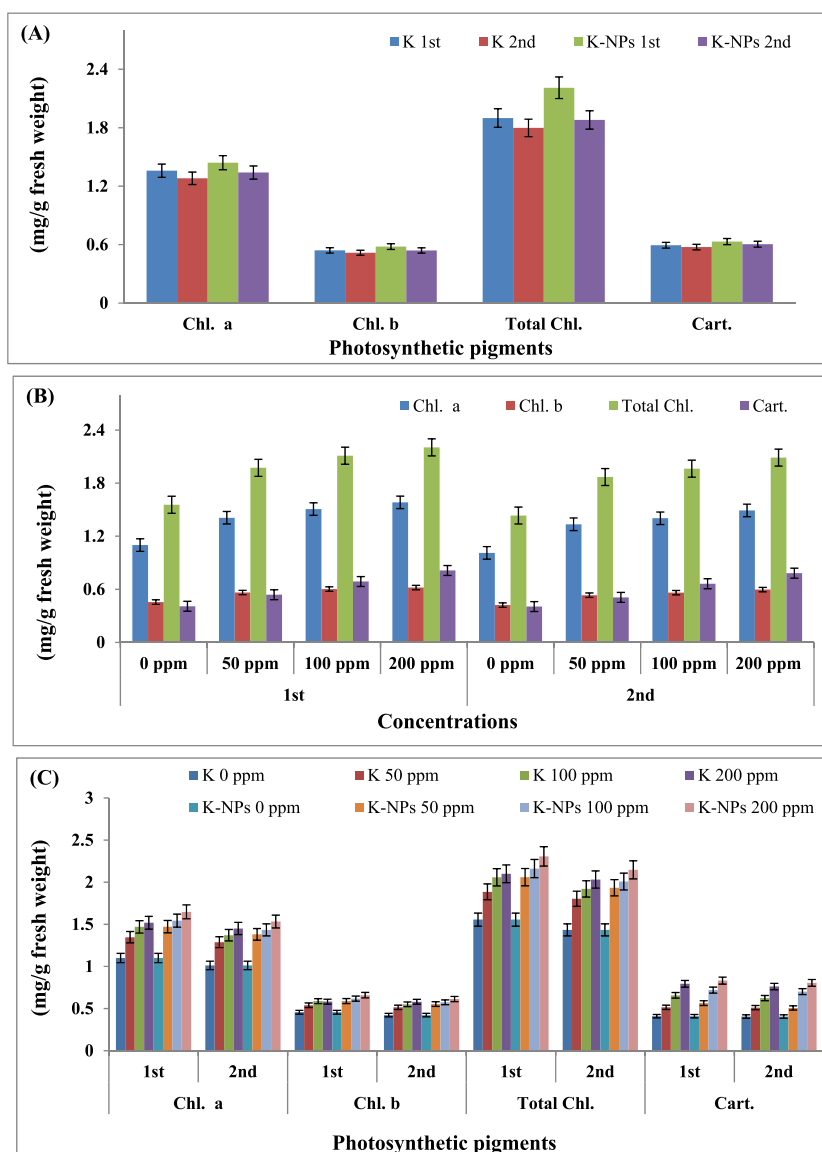 (A)
K 1st K 2nd K-NPs 1st K-NPs 2nd
(mg/g fresh weight)
2.4
1.8
1.2
0.6
0
Chl. a Chl. b Total Chl. Cart.
Photosynthetic pigments
(B)
Chl. a Chl. b Total Chl. Cart.
(mg/g fresh weight)
2.4
1.8
1.2
0.6
0
0 ppm 50 ppm 100 ppm 200 ppm 0 ppm 50 ppm 100 ppm 200 ppm
1st 2nd
Concentrations
(C)
K 0 ppm K 50 ppm K 100 ppm K 200 ppm
K-NPs 0 ppm K-NPs 50 ppm K-NPs 100 ppm K-NPs 200 ppm
(mg/g fresh weight)
3
2.5
2
1.5
1
0.5
0
1st 2nd 1st 2nd 1st 2nd 1st 2nd
Chl. a Chl. b Total Chl. Cart.
Photosynthetic pigments